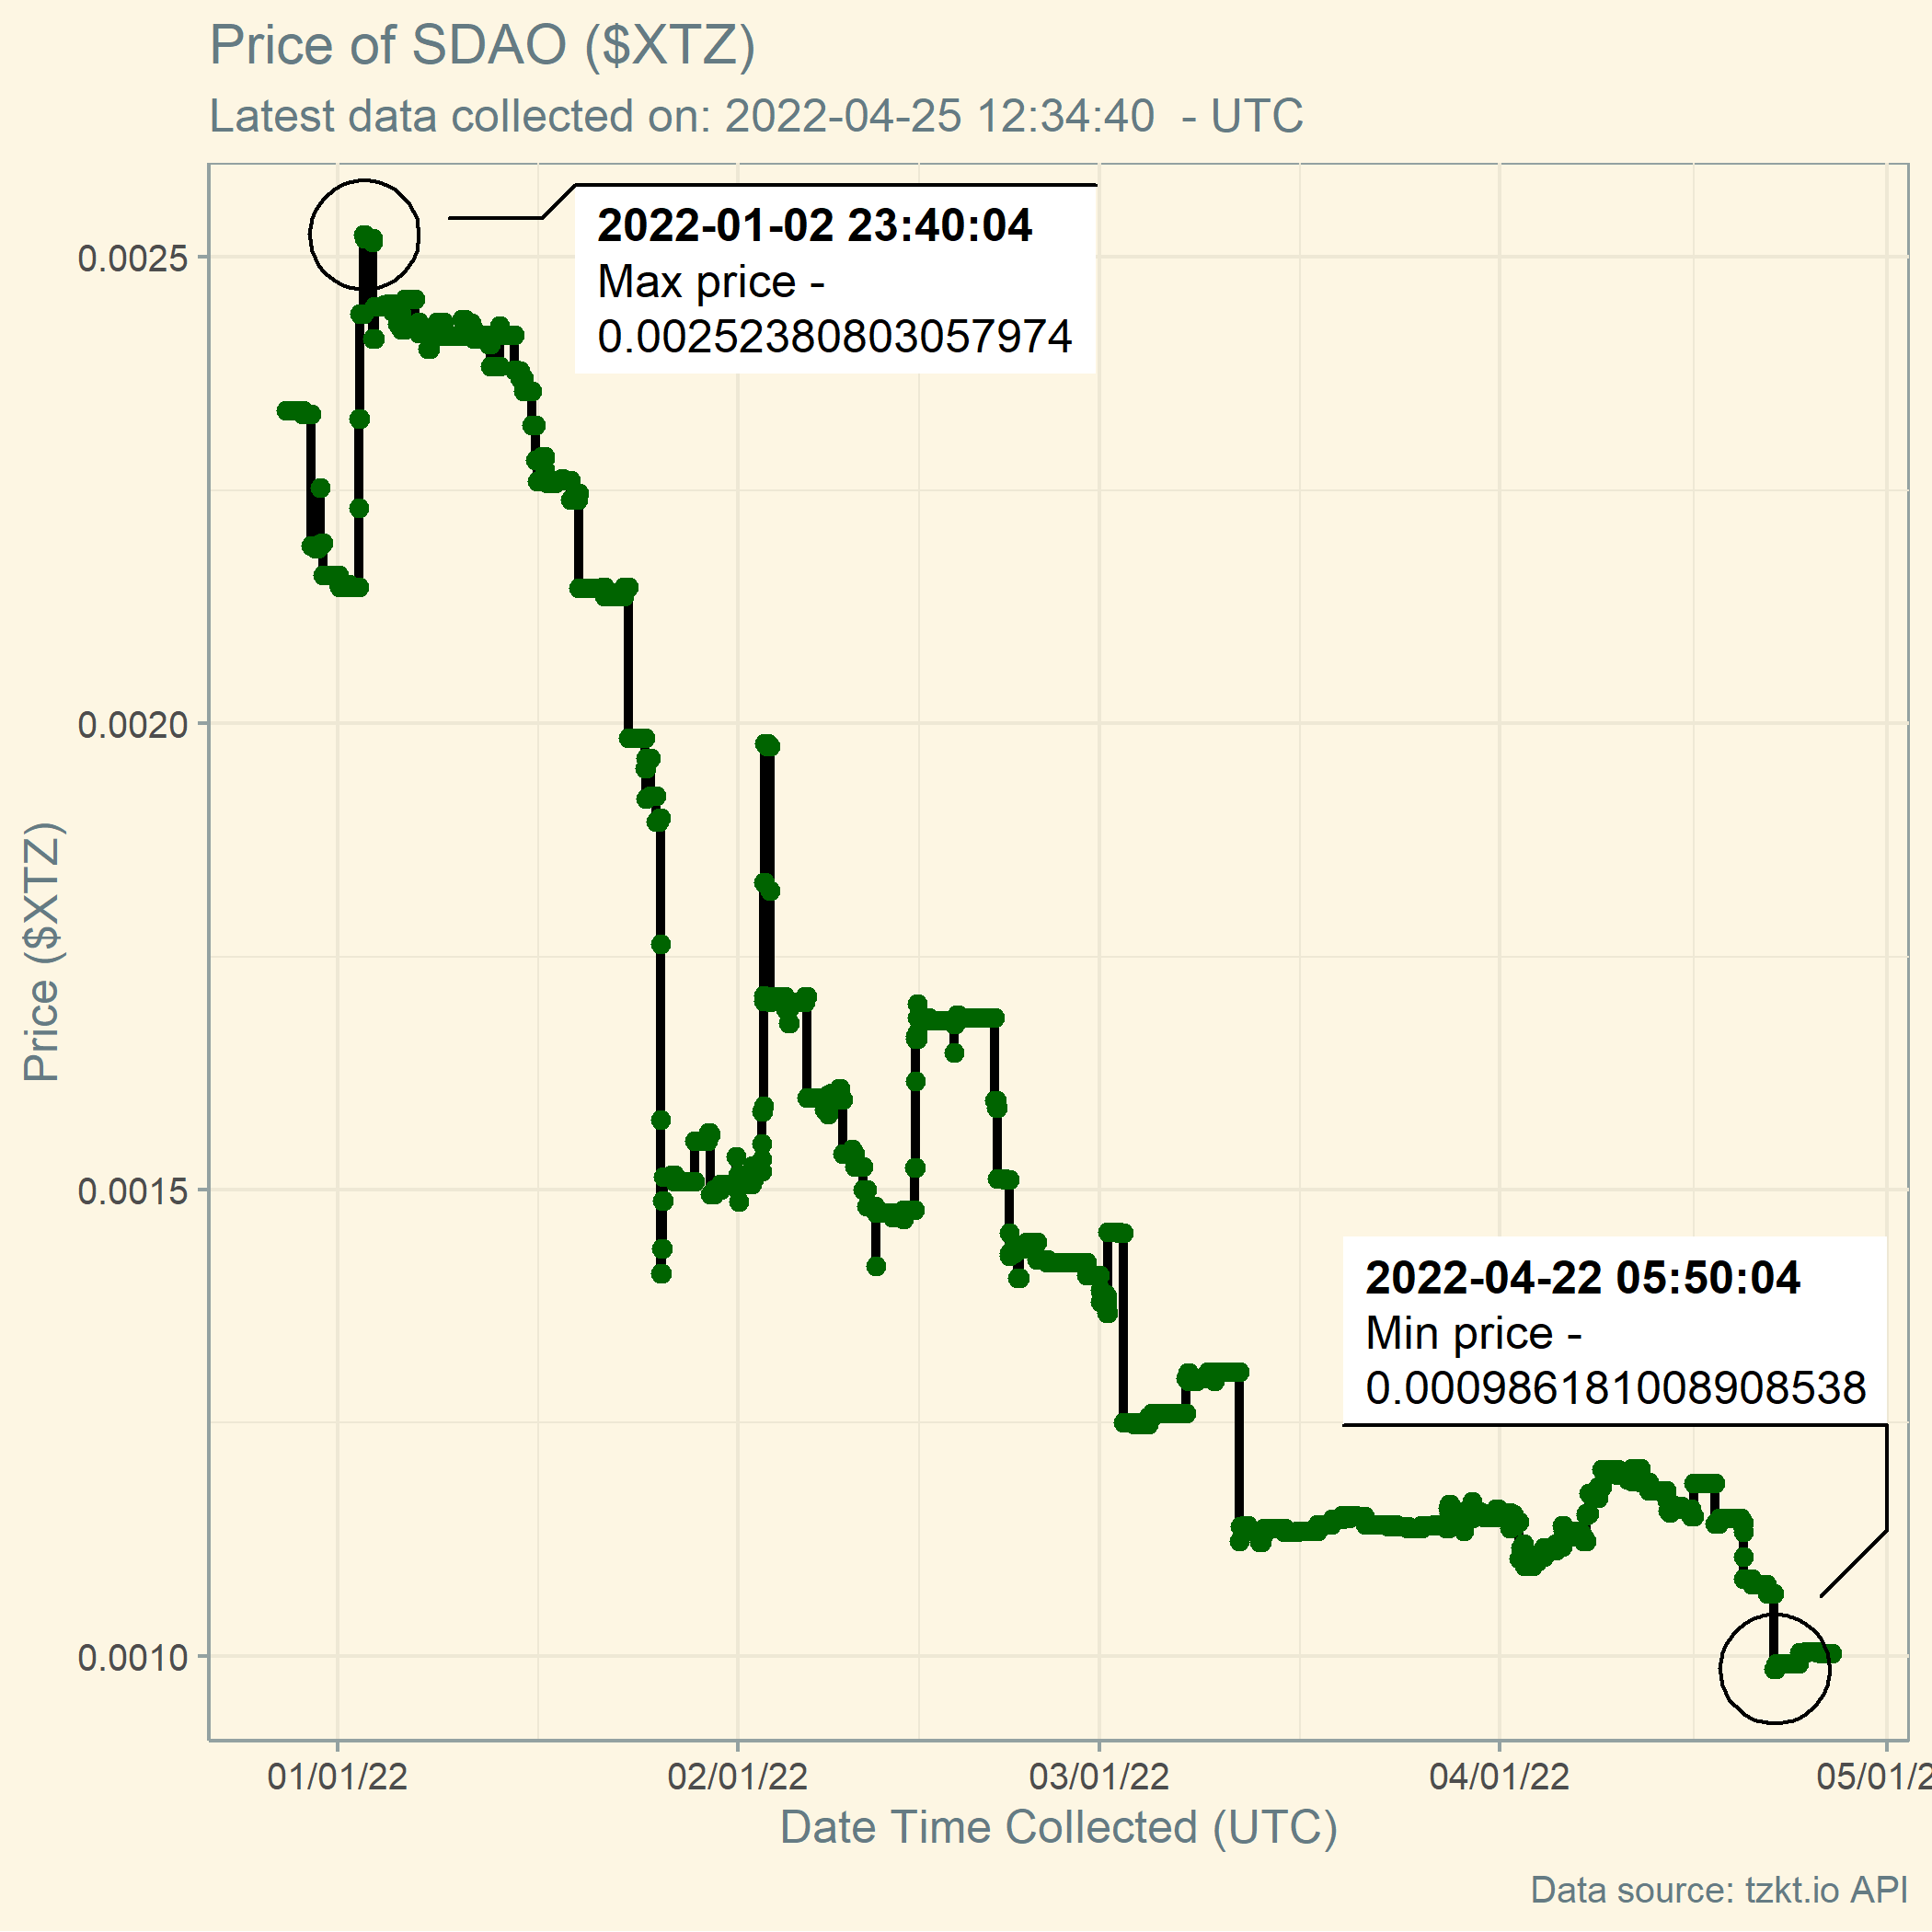 Price of SDAO ($XTZ)
Latest data collected on: 2022-04-25 12:34:40  - UTC
2022-01-02 23:40:04
Max price -
0.00252380803057974
0.0025
0.0020
0.0015
0.0010
Price ($XTZ)
2022-04-22 05:50:04
Min price -
0.000986181008908538
01/01/22
02/01/22
03/01/22
04/01/22
05/01/2
Date Time Collected (UTC)
Data source: tzkt.io API